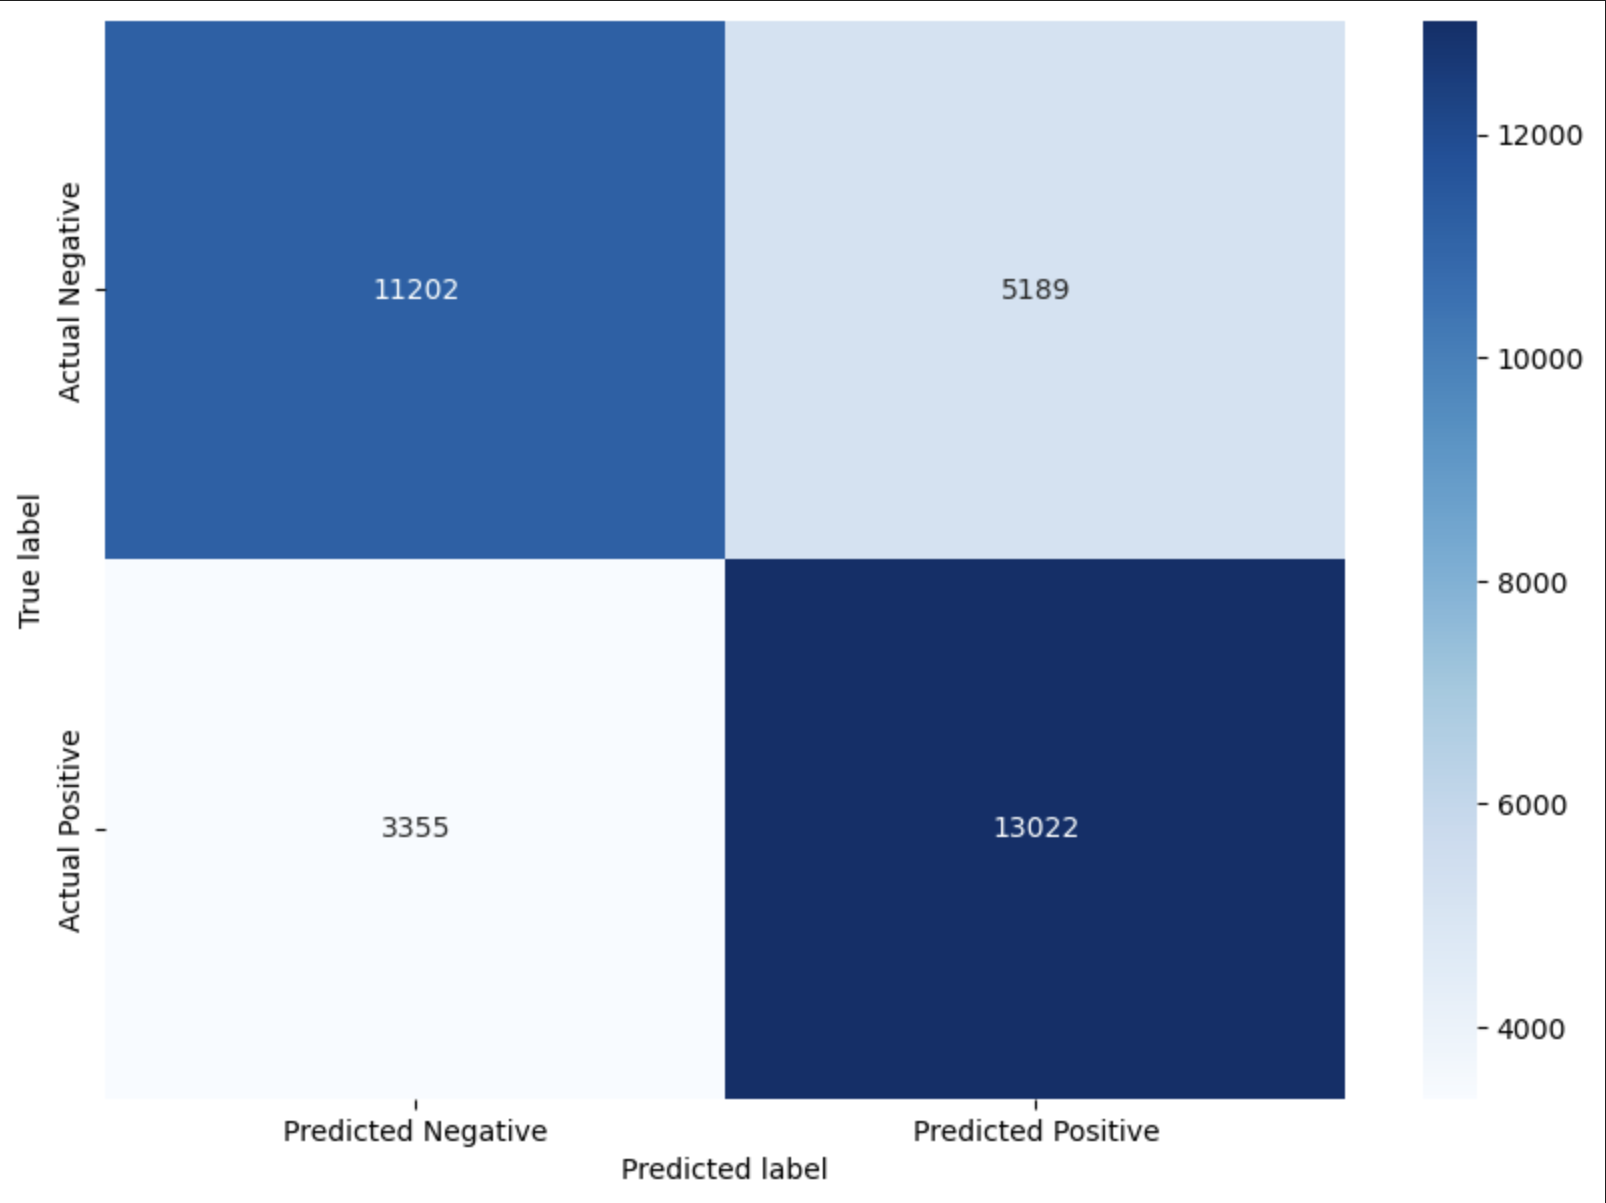 True label
Actual Negative
Actual Positive
11202
5189
3355
13022
Predicted Negative
Predicted Positive
Predicted label
12000
10000
8000
6000
4000